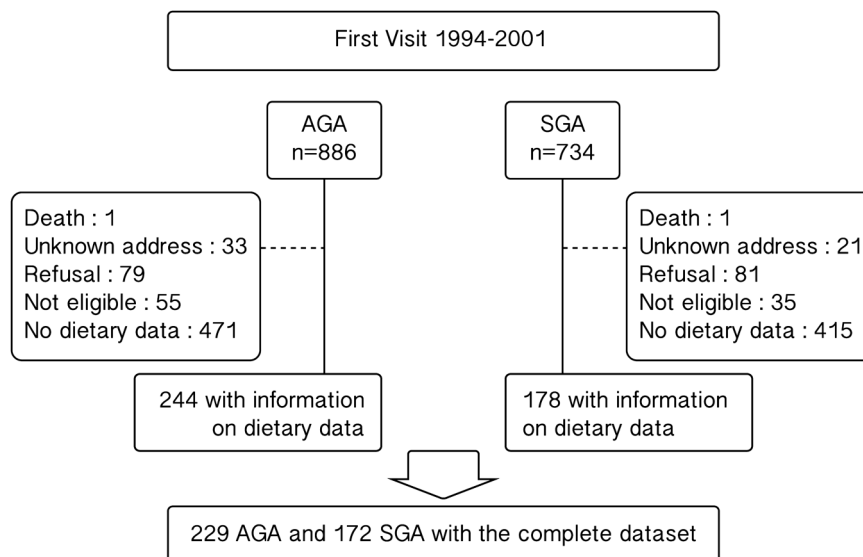 First Visit 1994-2001
AGA
n=886
SGA
n=734
Death : 1
Unknown address : 33
Refusal : 79
Not eligible : 55
No dietary data : 471
Death : 1
Unknown address : 21
Refusal : 81
Not eligible : 35
No dietary data : 415
244 with information
on dietary data
178 with information
on dietary data
229 AGA and 172 SGA with the complete dataset